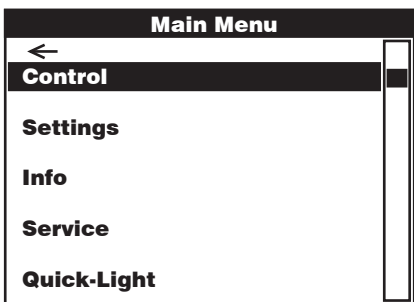 Main Menu
←
Control
Settings
Info
Service
Quick-Light